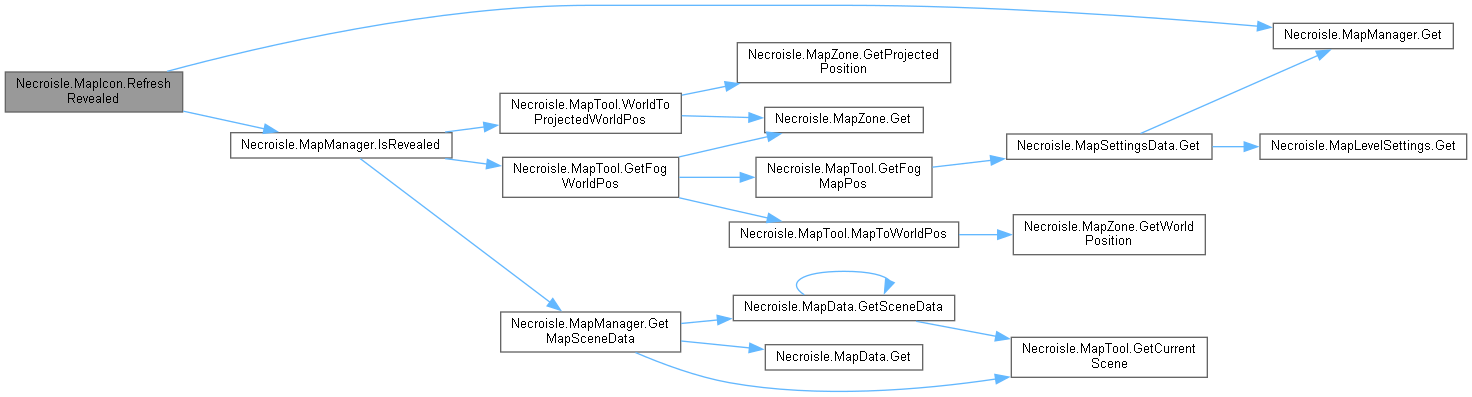 Necroisle.MapIcon.Refresh
Revealed
Necroisle.MapManager.Get
Necroisle.MapManager.IsRevealed
Necroisle.MapTool.WorldTo
ProjectedWorldPos
Necroisle.MapZone.GetProjected
Position
Necroisle.MapZone.Get
Necroisle.MapTool.GetFog
WorldPos
Necroisle.MapTool.GetFog
MapPos
Necroisle.MapSettingsData.Get
Necroisle.MapLevelSettings.Get
Necroisle.MapTool.MapToWorldPos
Necroisle.MapZone.GetWorld
Position
Necroisle.MapManager.Get
MapSceneData
Necroisle.MapData.GetSceneData
Necroisle.MapData.Get
Necroisle.MapTool.GetCurrent
Scene